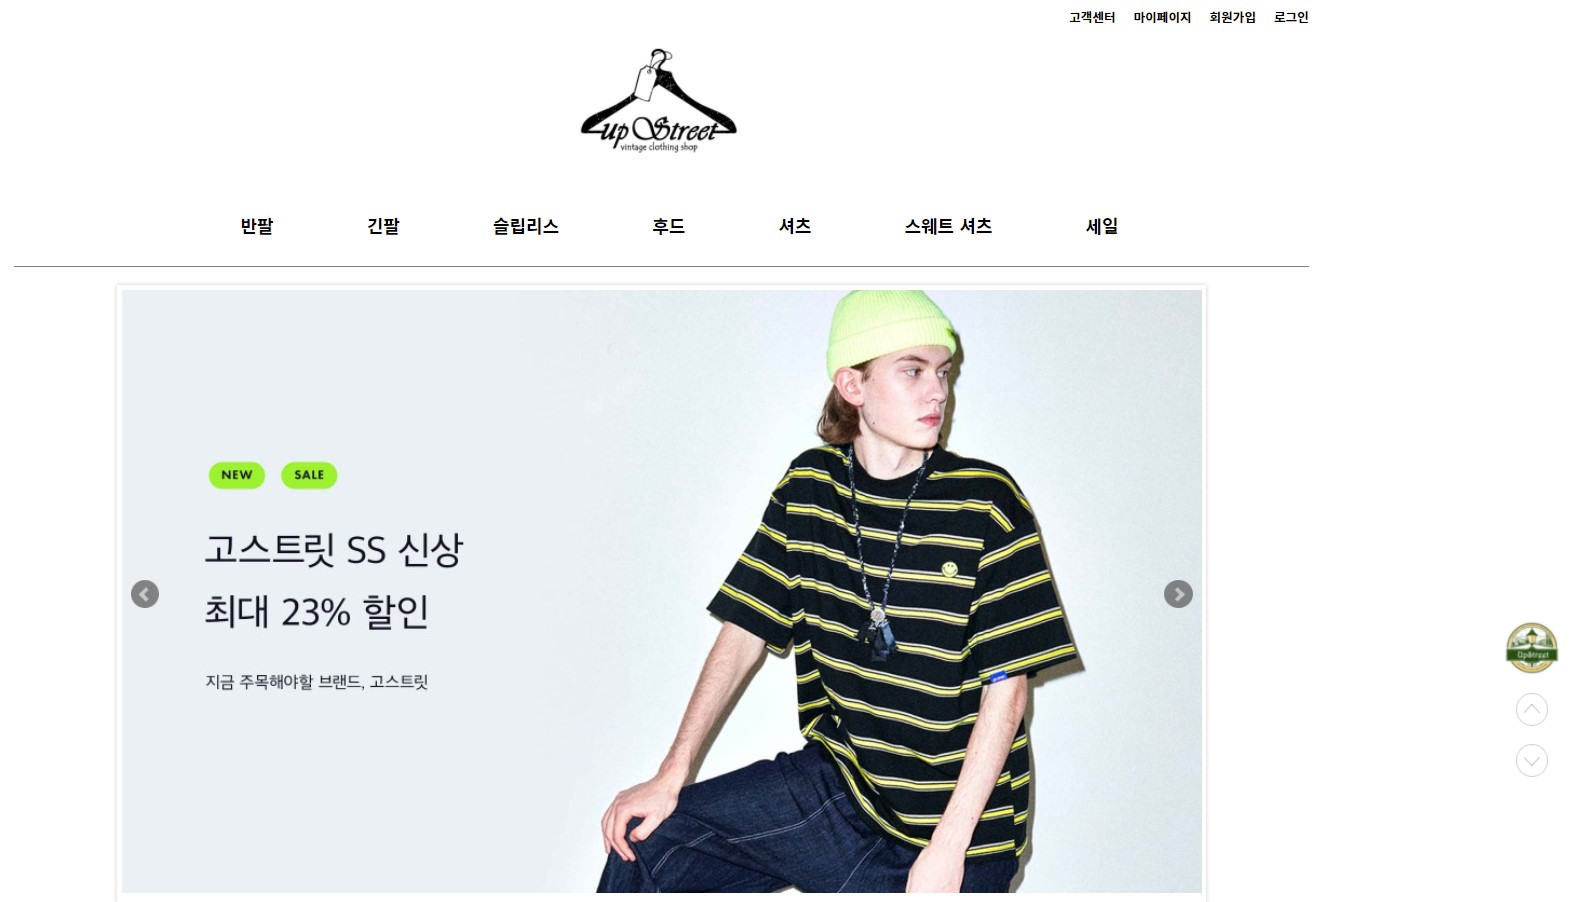 고객센터 마이페이지 회원가입 로그인
up Street
vintage clothing shop
반팔 긴팔 슬립리스 후드 셔츠 스웨트 셔츠 세일
NEW SALE
고스트릿 SS 신상
최대 23% 할인
지금 주목해야할 브랜드, 고스트릿
UpStreet